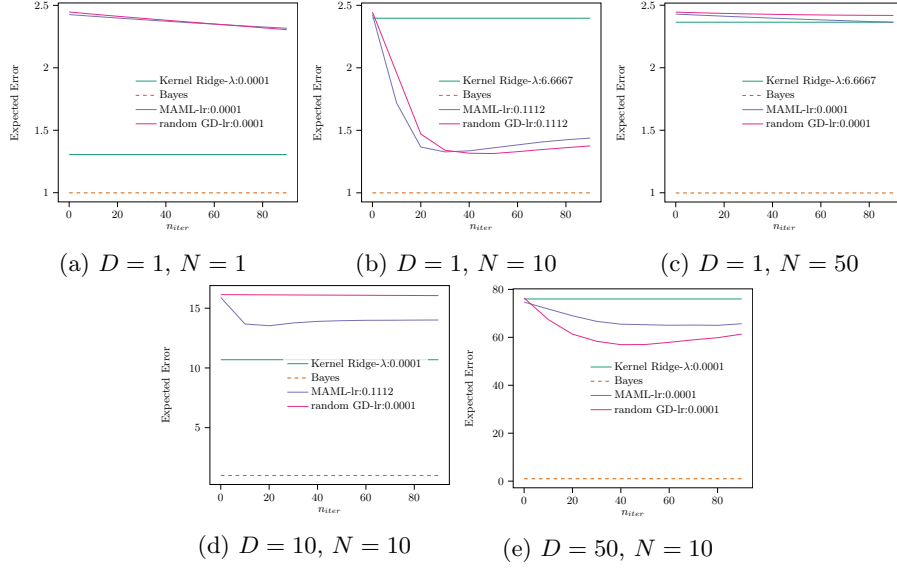 2.5
2
1.5
1
Expected Error
Kernel Ridge-λ:0.0001
Bayes
MAML-lr:0.0001
random GD-lr:0.0001
0 20 40 60 80
n_iter
(a) D = 1, N = 1
2.5
2
1.5
1
Expected Error
Kernel Ridge-λ:6.6667
Bayes
MAML-lr:0.1112
random GD-lr:0.1112
0 20 40 60 80
n_iter
(b) D = 1, N = 10
2.5
2
1.5
1
Expected Error
Kernel Ridge-λ:6.6667
Bayes
MAML-lr:0.0001
random GD-lr:0.0001
0 20 40 60 80
n_iter
(c) D = 1, N = 50
15
10
5
Expected Error
Kernel Ridge-λ:0.0001
Bayes
MAML-lr:0.1112
random GD-lr:0.0001
0 20 40 60 80
n_iter
(d) D = 10, N = 10
80
60
40
20
0
Expected Error
Kernel Ridge-λ:0.0001
Bayes
MAML-lr:0.0001
random GD-lr:0.0001
0 20 40 60 80
n_iter
(e) D = 50, N = 10